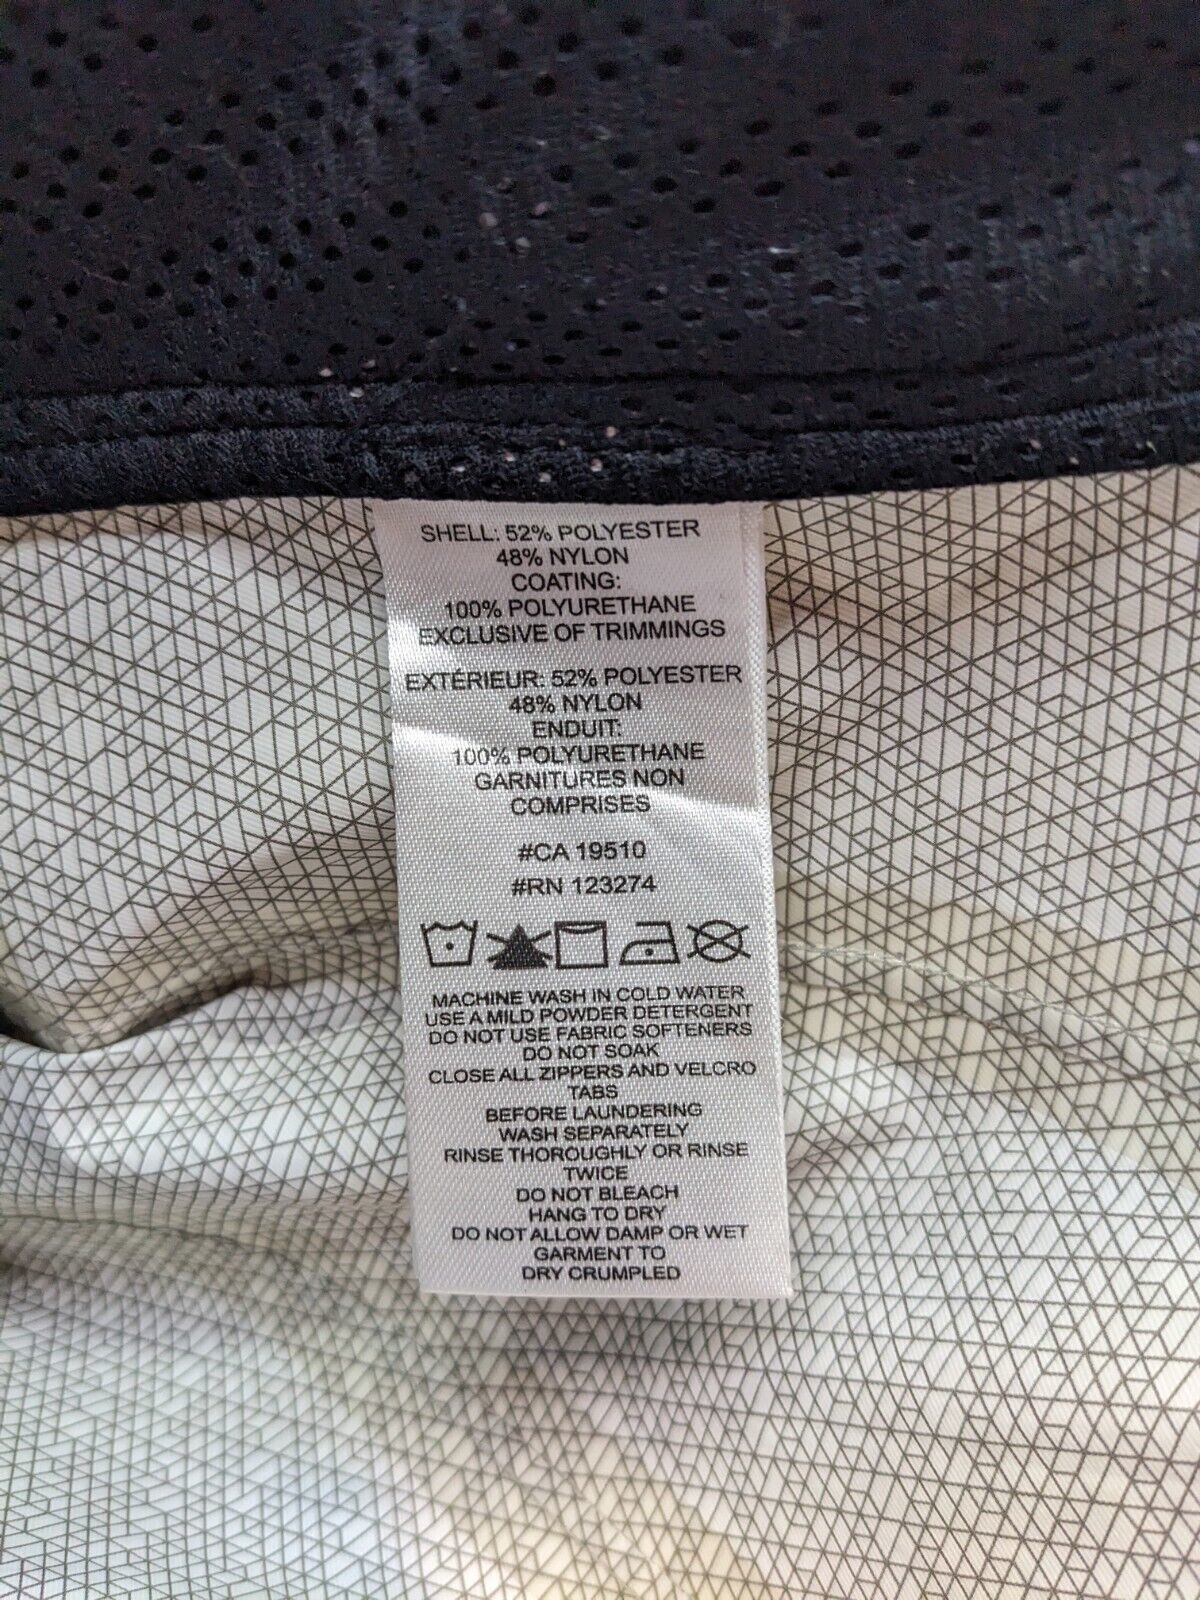 SHELL: 52% POLYESTER
48% NYLON
COATING:
100% POLYURETHANE
EXCLUSIVE OF TRIMMINGS
EXTÉRIEUR: 52% POLYESTER
48% NYLON
ENDUIT:
100% POLYURETHANE
GARNITURES NON
COMPRISES
#CA 19510
#RN 123274
MACHINE WASH IN COLD WATER
USE A MILD POWDER DETERGENT
DO NOT USE FABRIC SOFTENERS
DO NOT SOAK
CLOSE ALL ZIPPERS AND VELCRO
TABS
BEFORE LAUNDERING
WASH SEPARATELY
RINSE THOROUGHLY OR RINSE
TWICE
DO NOT BLEACH
HANG TO DRY
DO NOT ALLOW DAMP OR WET
GARMENT TO
DRY CRUMPLED